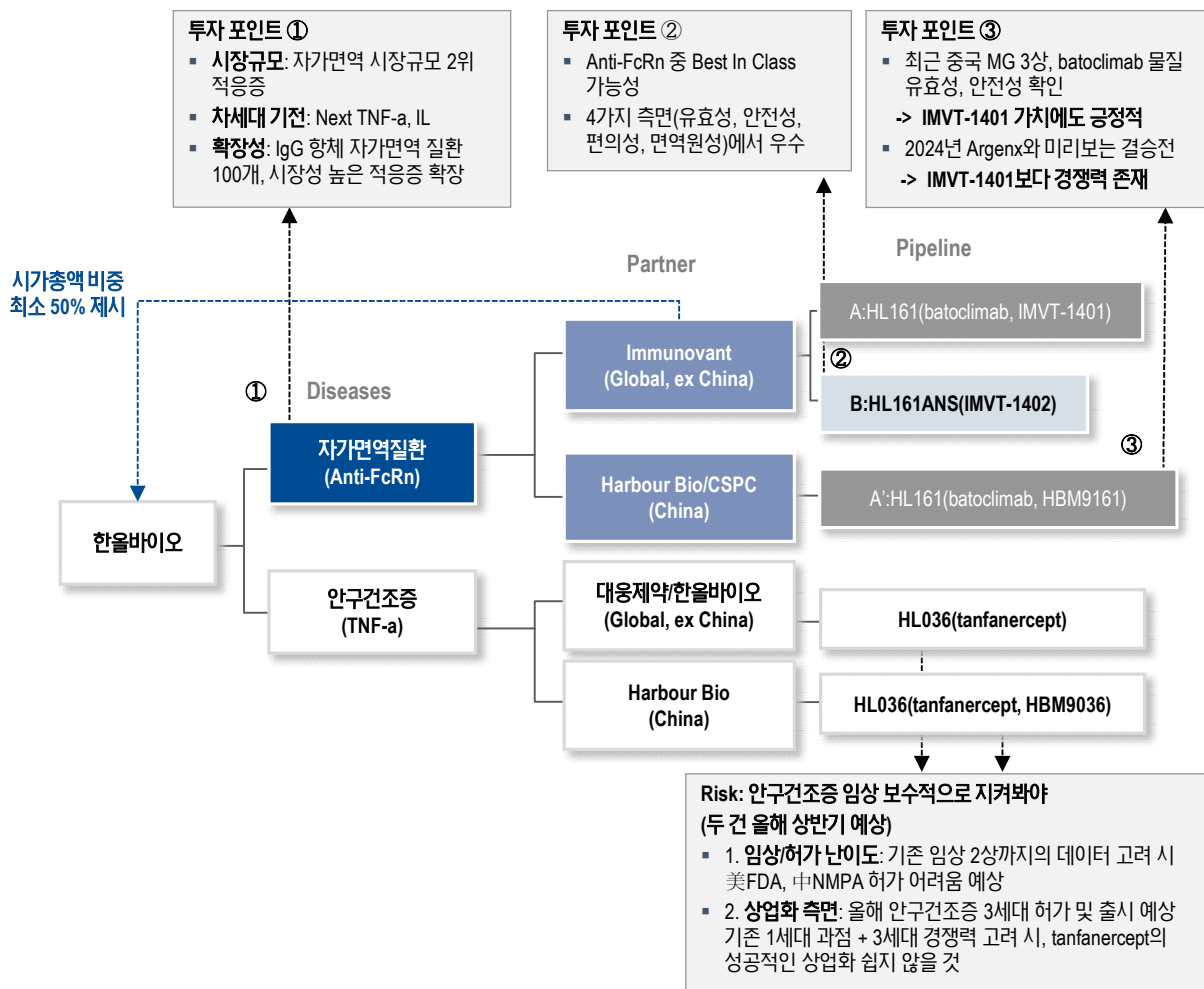 투자 포인트 ①
▪ 시장규모: 자가면역 시장규모 2위
적응증
▪ 차세대 기전: Next TNF-a, IL
▪ 확장성: IgG 항체 자가면역 질환
100개, 시장성 높은 적응증 확장
투자 포인트 ②
▪ Anti-FcRn 중 Best In Class
가능성
▪ 4가지 측면(유효성, 안전성,
편의성, 면역원성)에서 우수
투자 포인트 ③
▪ 최근 중국 MG 3상, batoclimab 물질
유효성, 안전성 확인
-> IMVT-1401 가치에도 긍정적
▪ 2024년 Argenx와 미리보는 결승전
-> IMVT-1401보다 경쟁력 존재
시가총액 비중
최소 50% 제시
Partner
Pipeline
① Diseases
Immunovant
(Global, ex China)
A:HL161(batoclimab, IMVT-1401)
②
B:HL161ANS(IMVT-1402)
자가면역질환
(Anti-FcRn)
③
Harbour Bio/CSPC
(China)
A':HL161(batoclimab, HBM9161)
한올바이오
안구건조증
(TNF-a)
대웅제약/한올바이오
(Global, ex China)
HL036(tanfanercept)
Harbour Bio
(China)
HL036(tanfanercept, HBM9036)
Risk: 안구건조증 임상 보수적으로 지켜봐야
(두 건 올해 상반기 예상)
▪ 1. 임상/허가 난이도: 기존 임상 2상까지의 데이터 고려 시
美FDA, 中NMPA 허가 어려움 예상
▪ 2. 상업화 측면: 올해 안구건조증 3세대 허가 및 출시 예상
기존 1세대 과점 + 3세대 경쟁력 고려 시, tanfanercept의
성공적인 상업화 쉽지 않을 것